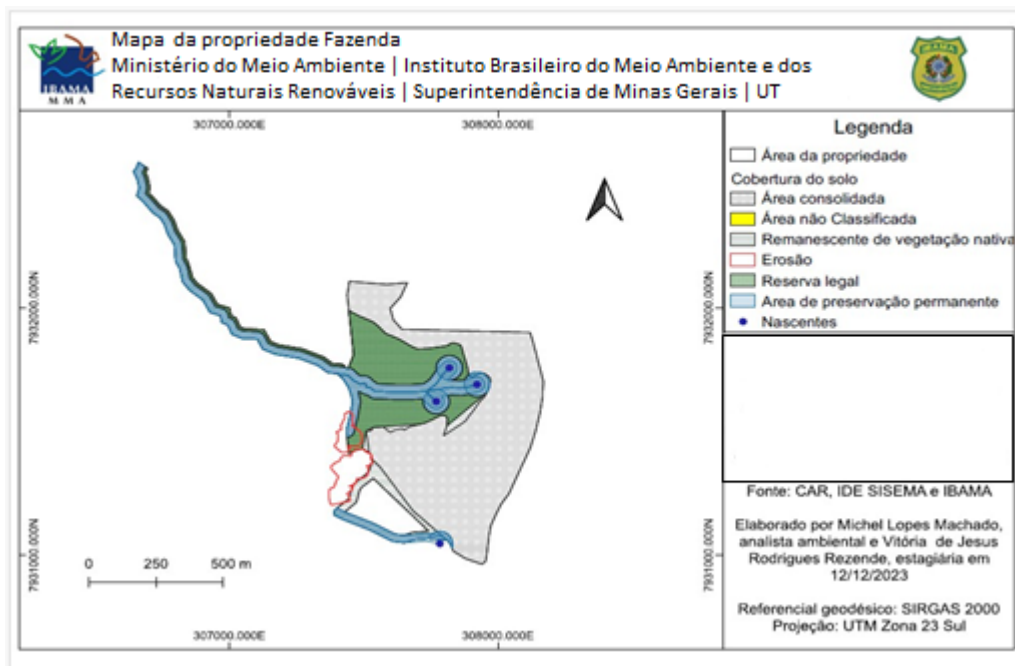 Mapa da propriedade Fazenda
Ministério do Meio Ambiente | Instituto Brasileiro do Meio Ambiente e dos
Recursos Naturais Renováveis | Superintendência de Minas Gerais | UT
IBAMA
M M A
IBAMA
307000.000E
308000.000E
7932000.000N
7931000.000N
0 250 500 m
307000.000E
308000.000E
7932000.000N
7931000.000N
Legenda
Área da propriedade
Cobertura do solo
Área consolidada
Área não Classificada
Remanescente de vegetação nativa
Erosão
Reserva legal
Area de preservação permanente
Nascentes
Fonte: CAR, IDE SISEMA e IBAMA
Elaborado por Michel Lopes Machado,
analista ambiental e Vitória de Jesus
Rodrigues Rezende, estagiária em
12/12/2023
Referencial geodésico: SIRGAS 2000
Projeção: UTM Zona 23 Sul